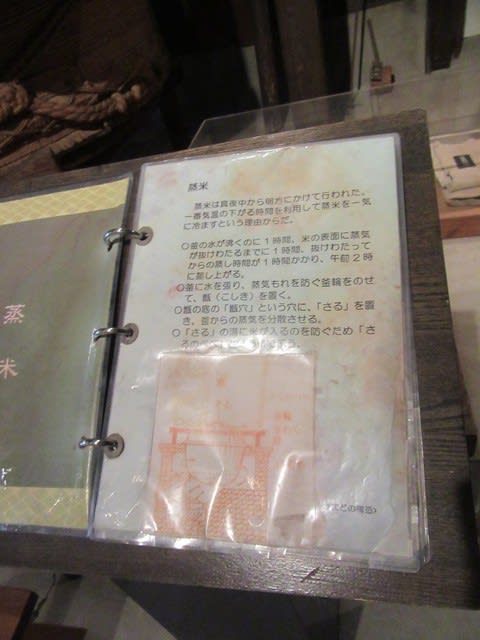 蒸米
蒸米
蒸米は真夜中から明方にかけて行われた。
一番気温の下がる時間を利用して蒸米を一気
に冷ますという理由からだ。
○釜の水が沸くのに１時間、米の表面に蒸気
が抜けわたるまでに１時間、抜けわたって
からの蒸し時間が１時間かかり、午前２時
に蒸し上がる。
○釜に水を張り、蒸気もれを防ぐ釜輪をのせ
て、甑（こしき）を置く。
○甑の底の「甑穴」という穴に、「さる」を置
き、釜からの蒸気を分散させる。
○「さる」の溝に米が入るのを防ぐため「さ
るの